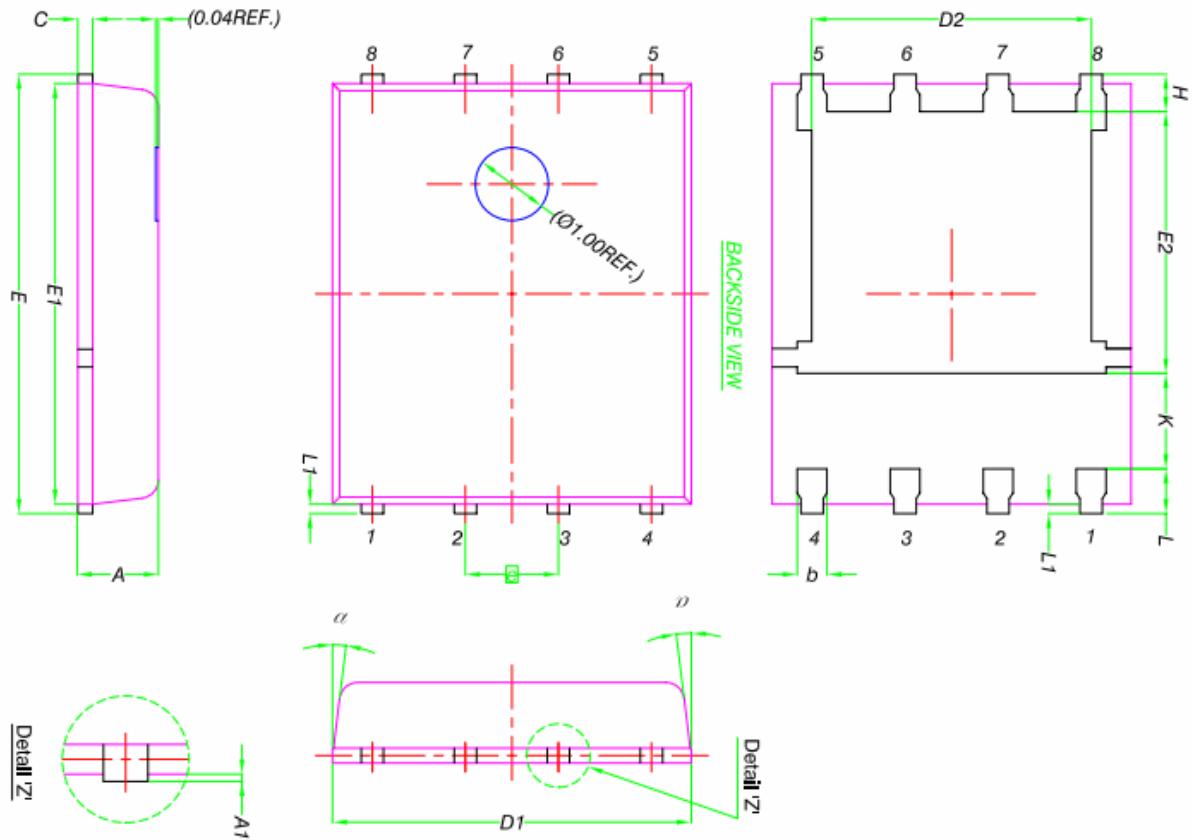 C
(0.04REF.)
E
E1
A
8 7 6 5
(Ø1.00REF.)
L1
1 2 3 4
e
BACKSIDE VIEW
D2
5 6 7 8
H
E2
K
L
L1
4 3 2 1
b
α
D1
Detail 'Z'
Detail 'Z'
A1